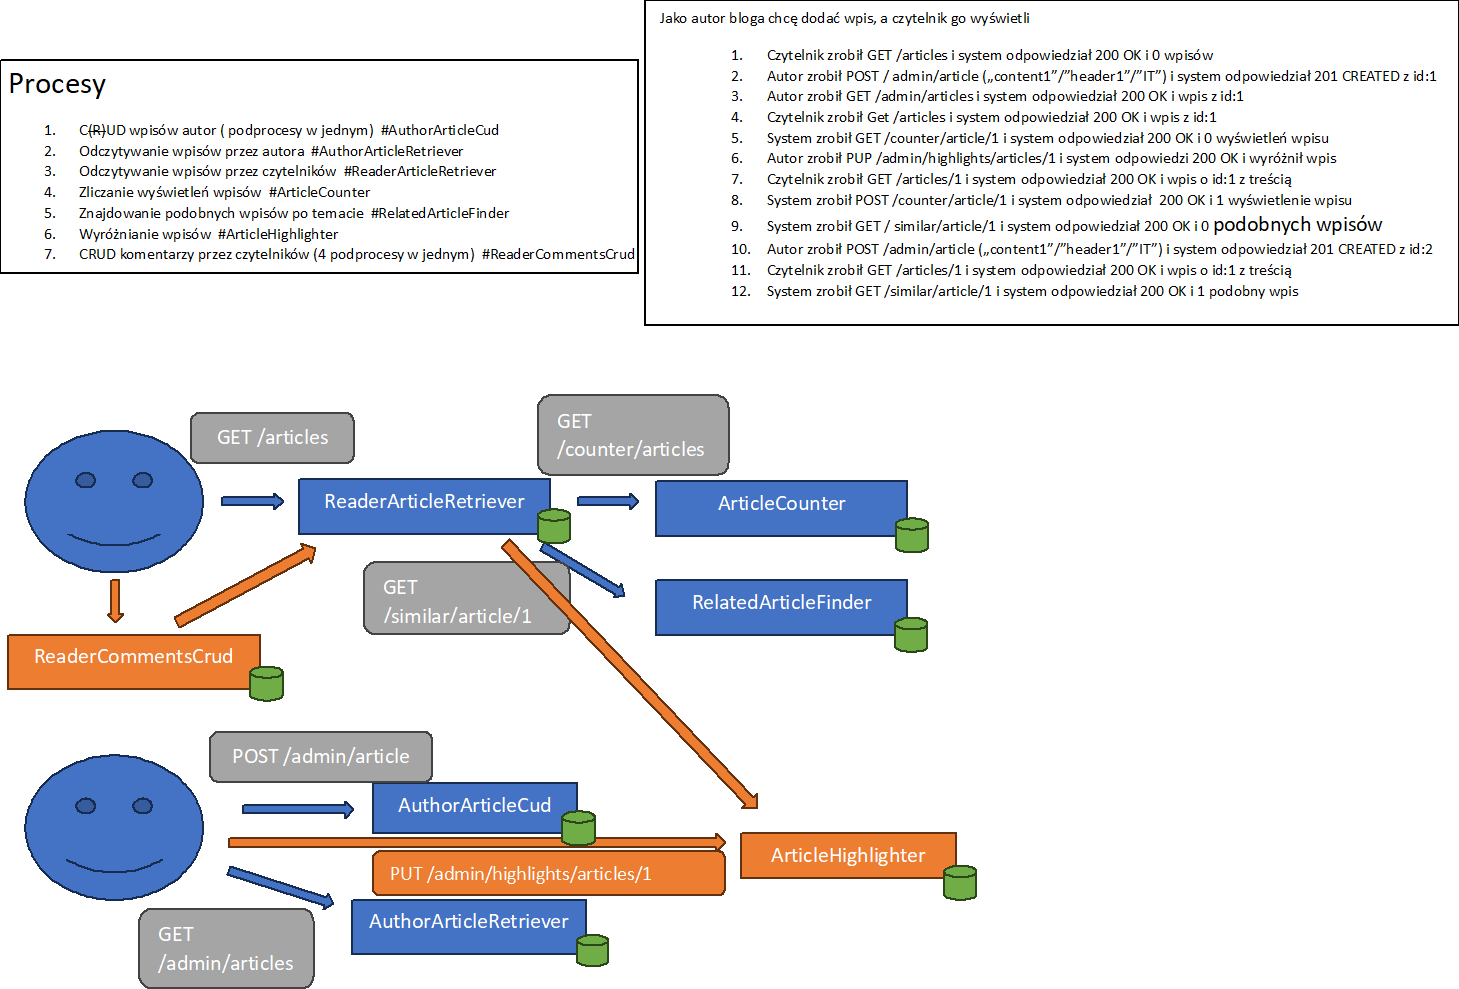 Jako autor bloga chcę dodać wpis, a czytelnik go wyświetli
1. Czytelnik zrobił GET /articles i system odpowiedział 200 OK i 0 wpisów
2. Autor zrobił POST / admin/article („content1”/”header1”/”IT”) i system odpowiedział 201 CREATED z id:1
3. Autor zrobił GET /admin/articles i system odpowiedział 200 OK i wpis z id:1
4. Czytelnik zrobił Get /articles i system odpowiedział 200 OK i wpis z id:1
5. System zrobił GET /counter/article/1 i system odpowiedział 200 OK i 0 wyświetleń wpisu
6. Autor zrobił PUP /admin/highlights/articles/1 i system odpowiedzi 200 OK i wyróżnił wpis
7. Czytelnik zrobił GET /articles/1 i system odpowiedział 200 OK i wpis o id:1 z treścią
8. System zrobił POST /counter/article/1 i system odpowiedział 200 OK i 1 wyświetlenie wpisu
9. System zrobił GET / similar/article/1 i system odpowiedział 200 OK i 0 podobnych wpisów
10. Autor zrobił POST /admin/article („content1”/”header1”/”IT”) i system odpowiedział 201 CREATED z id:2
11. Czytelnik zrobił GET /articles/1 i system odpowiedział 200 OK i wpis o id:1 z treścią
12. System zrobił GET /similar/article/1 i system odpowiedział 200 OK i 1 podobny wpis
Procesy
1. C(R)UD wpisów autor ( podprocesy w jednym) #AuthorArticleCud
2. Odczytywanie wpisów przez autora #AuthorArticleRetriever
3. Odczytywanie wpisów przez czytelników #ReaderArticleRetriever
4. Zliczanie wyświetleń wpisów #ArticleCounter
5. Znajdowanie podobnych wpisów po temacie #RelatedArticleFinder
6. Wyróżnianie wpisów #ArticleHighlighter
7. CRUD komentarzy przez czytelników (4 podprocesy w jednym) #ReaderCommentsCrud
GET /articles
GET
/counter/articles
ReaderArticleRetriever
ArticleCounter
GET
/similar/article/1
RelatedArticleFinder
ReaderCommentsCrud
POST /admin/article
AuthorArticleCud
ArticleHighlighter
PUT /admin/highlights/articles/1
AuthorArticleRetriever
GET
/admin/articles